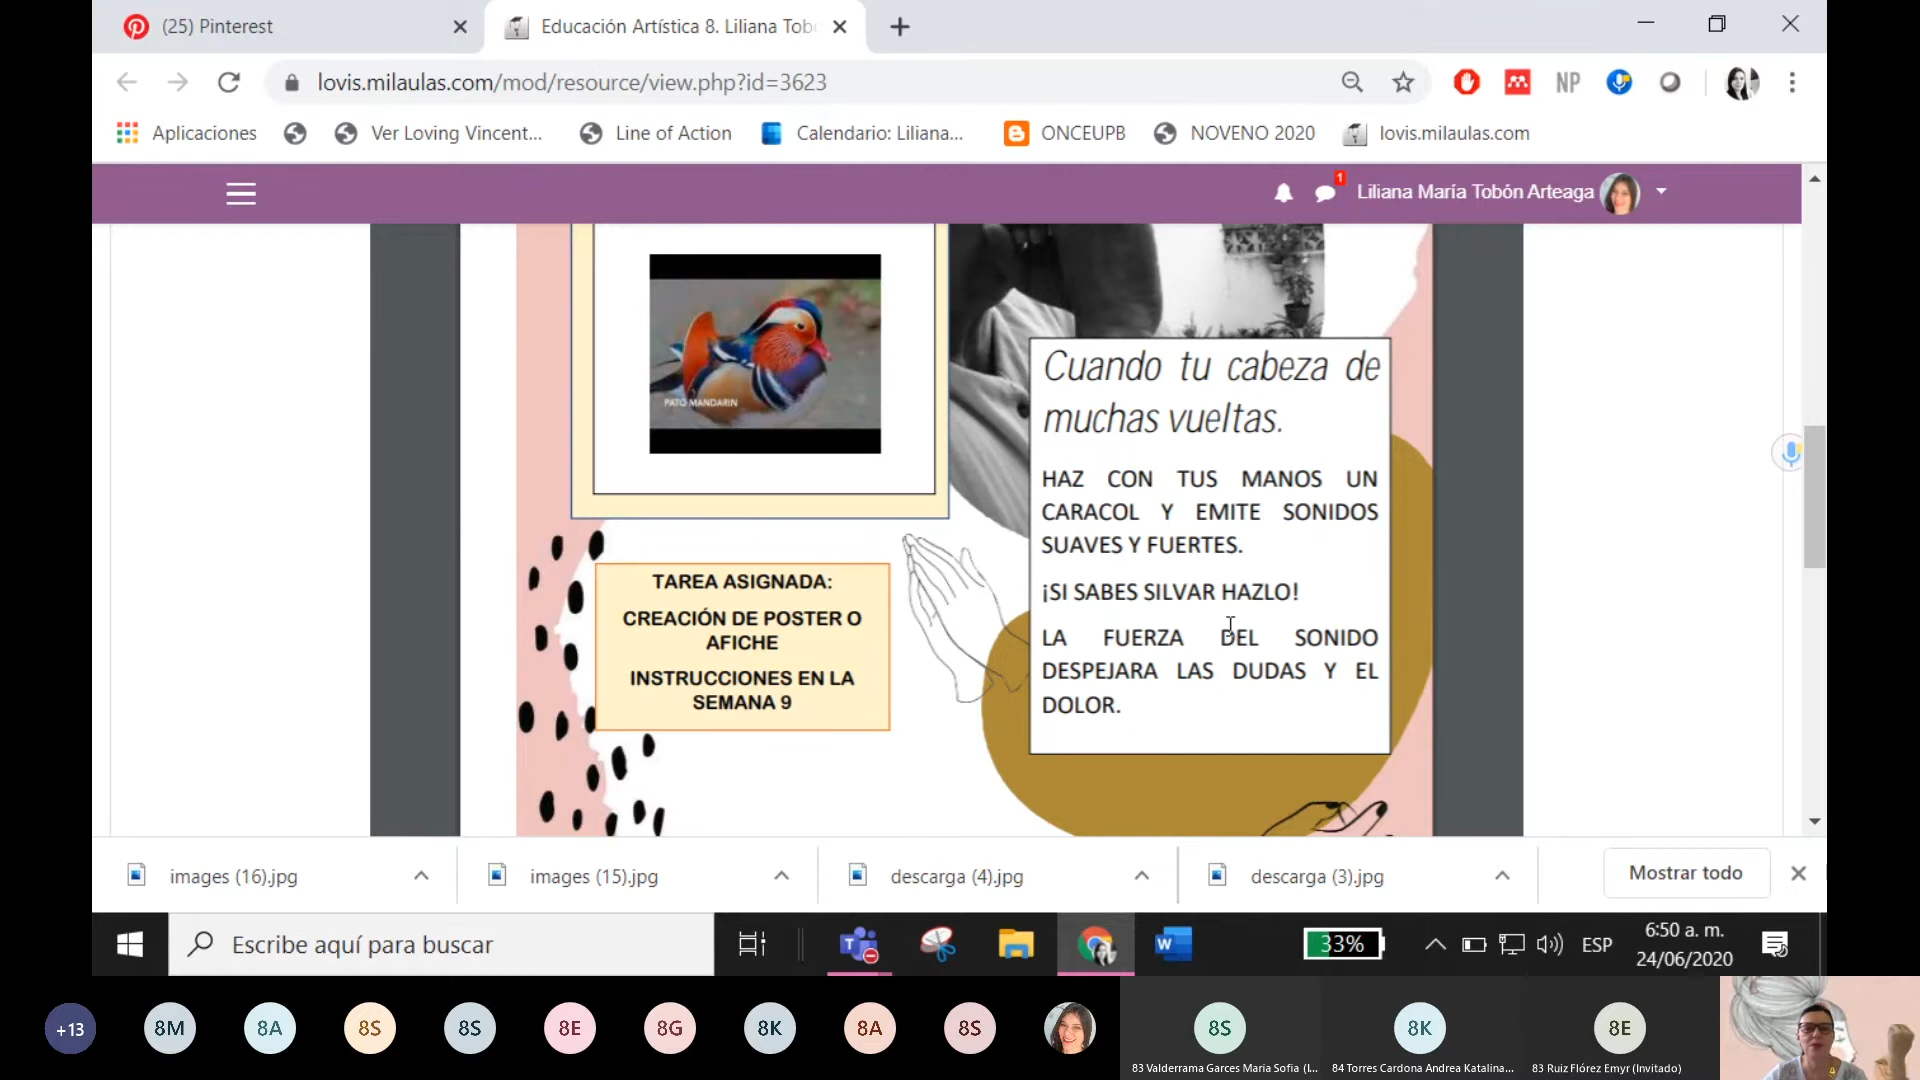 (25) Pinterest
Educación Artística 8. Liliana Tob
lovis.milaulas.com/mod/resource/view.php?id=3623
NP
Aplicaciones
Ver Loving Vincent...
Line of Action
Calendario: Liliana...
ONCEUPB
NOVENO 2020
lovis.milaulas.com
1
Liliana María Tobón Arteaga
PATO MANDARIN
TAREA ASIGNADA:
CREACIÓN DE POSTER O
AFICHE
INSTRUCCIONES EN LA
SEMANA 9
Cuando tu cabeza de
muchas vueltas.
HAZ CON TUS MANOS UN
CARACOL Y EMITE SONIDOS
SUAVES Y FUERTES.
¡SI SABES SILVAR HAZLO!
LA FUERZA DEL SONIDO
DESPEJARA LAS DUDAS Y EL
DOLOR.
images (16).jpg
images (15).jpg
descarga (4).jpg
descarga (3).jpg
Mostrar todo
Escribe aquí para buscar
33%
ESP
6:50 a. m.
24/06/2020
+13
8M
8A
8S
8S
8E
8G
8K
8A
8S
8S
8K
8E
83 Valderrama Garces Maria Sofia (I...
84 Torres Cardona Andrea Katalina...
83 Ruiz Flórez Emyr (Invitado)